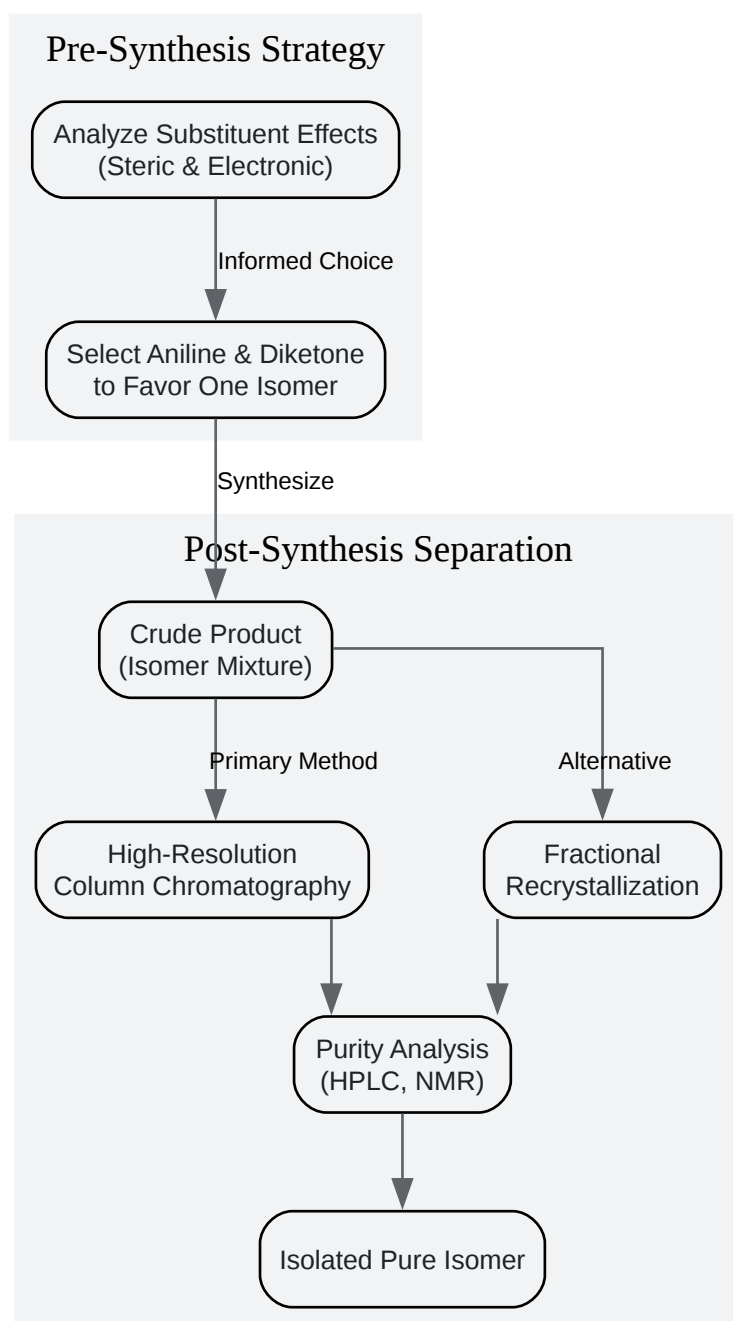 Pre-Synthesis Strategy
Analyze Substituent Effects
(Steric & Electronic)
Informed Choice
Select Aniline & Diketone
to Favor One Isomer
Synthesize
Post-Synthesis Separation
Crude Product
(Isomer Mixture)
Primary Method
Alternative
High-Resolution
Column Chromatography
Fractional
Recrystallization
Purity Analysis
(HPLC, NMR)
Isolated Pure Isomer